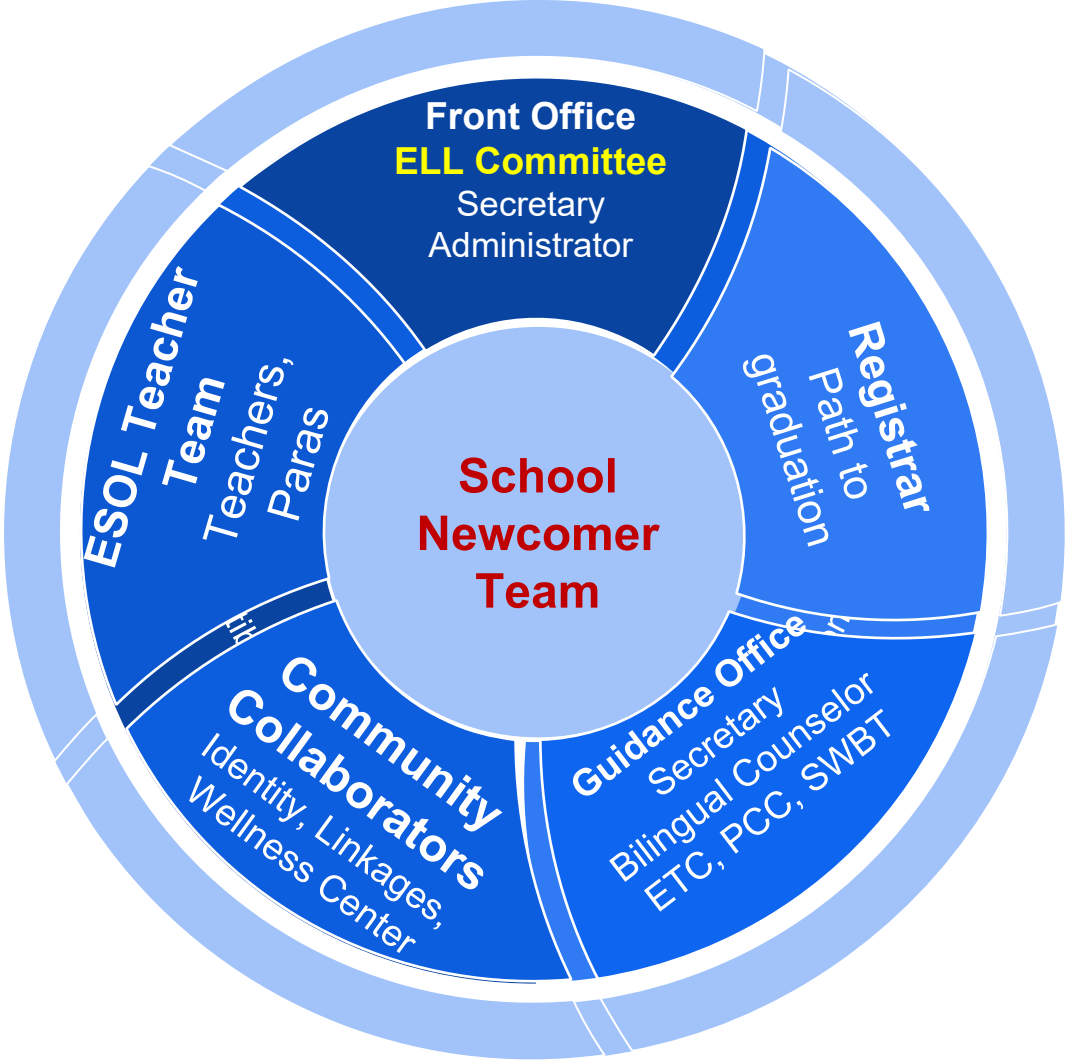 Front Office
ELL Committee
Secretary
Administrator
Registrar
Path to
graduation
Guidance Office
Secretary
Bilingual Counselor
ETC, PCC, SWBT
Community
Collaborators
Identity, Linkages,
Wellness Center
ESOL Teacher
Team
Teachers,
Paras
School
Newcomer
Team